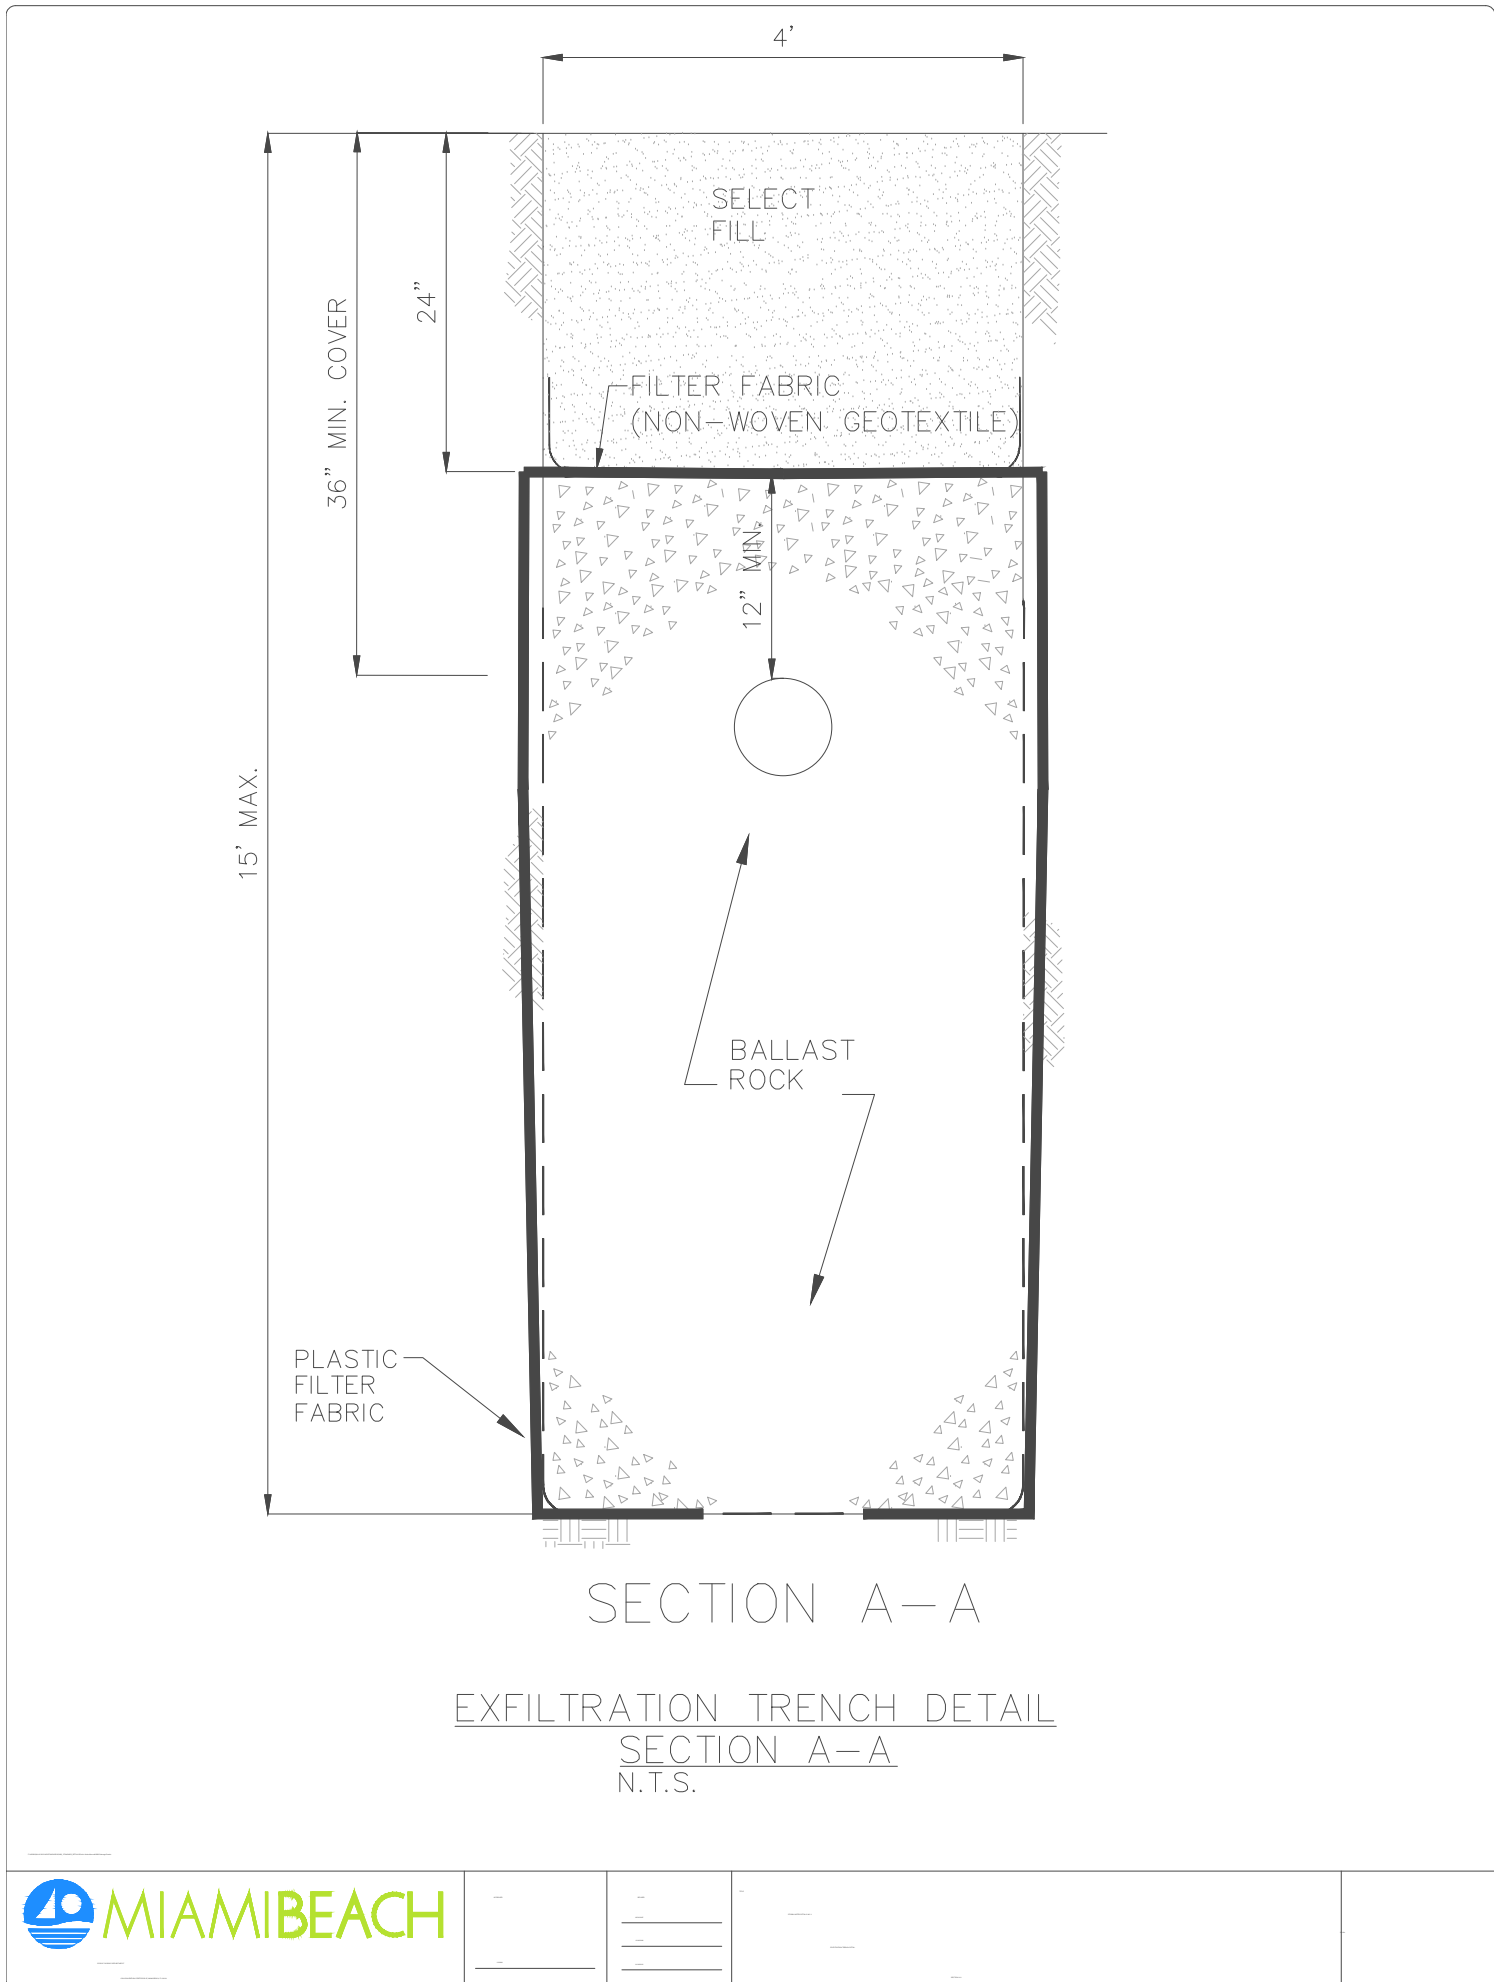 4'
SELECT
FILL
24"
36" MIN. COVER
FILTER FABRIC
(NON-WOVEN GEOTEXTILE)
12" MIN.
15' MAX.
BALLAST
ROCK
PLASTIC
FILTER
FABRIC
SECTION A-A
EXFILTRATION TRENCH DETAIL
SECTION A-A
N.T.S.
MIAMIBEACH